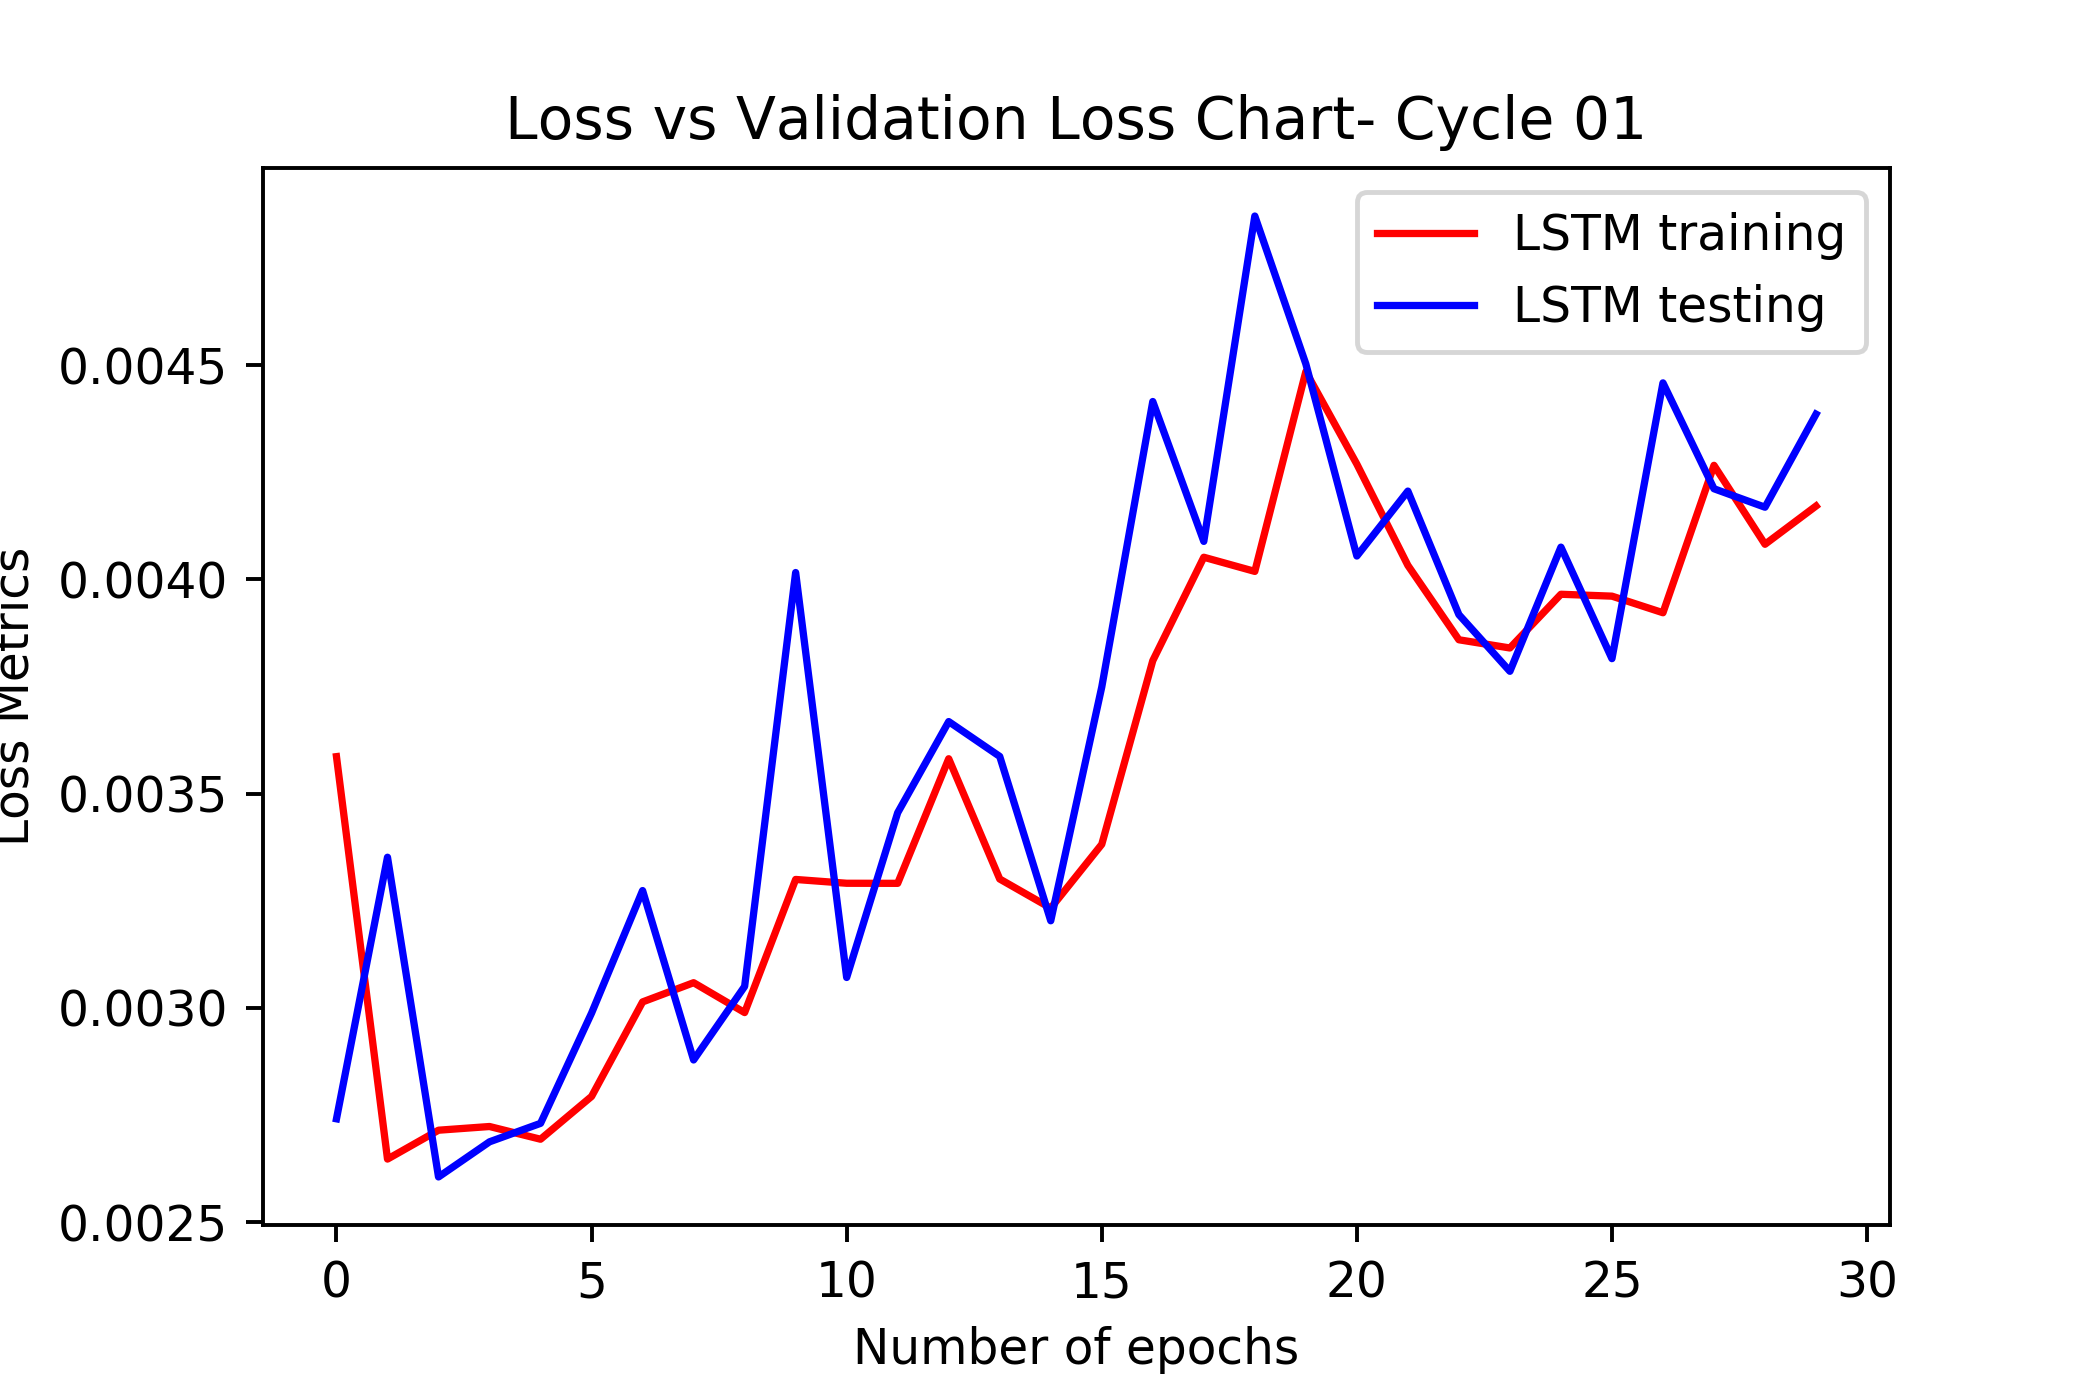 Loss vs Validation Loss Chart- Cycle 01
LSTM training
LSTM testing
Loss Metrics
0.0045
0.0040
0.0035
0.0030
0.0025
0 5 10 15 20 25 30
Number of epochs